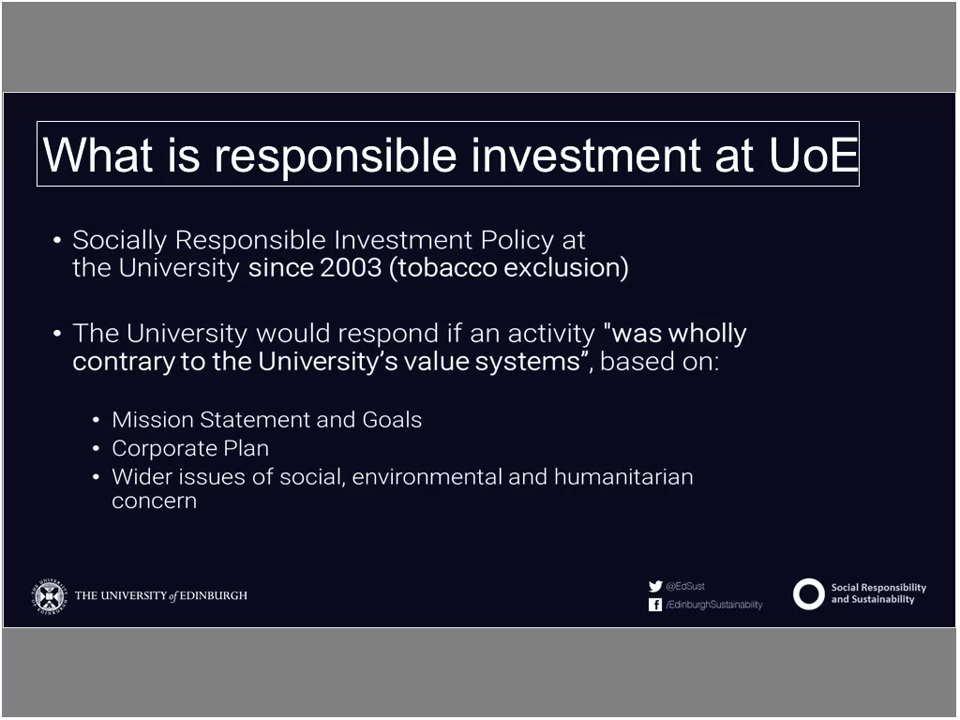 What is responsible investment at UoE
• Socially Responsible Investment Policy at
the University since 2003 (tobacco exclusion)
• The University would respond if an activity "was wholly
contrary to the University’s value systems”, based on:
• Mission Statement and Goals
• Corporate Plan
• Wider issues of social, environmental and humanitarian
concern
THE UNIVERSITY of EDINBURGH
@EdSust
/EdinburghSustainability
Social Responsibility
and Sustainability